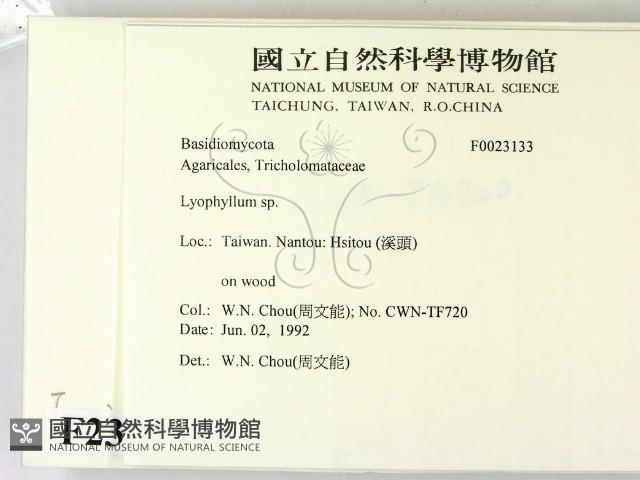 國立自然科學博物館
NATIONAL MUSEUM OF NATURAL SCIENCE
TAICHUNG, TAIWAN, R.O.CHINA
Basidiomycota F0023133
Agaricales, Tricholomataceae
Lyophyllum sp.
Loc.: Taiwan. Nantou: Hsitou (溪頭)
on wood
Col.: W.N. Chou(周文能); No. CWN-TF720
Date: Jun. 02, 1992
Det.: W.N. Chou(周文能)
F23
國立自然科學博物館
NATIONAL MUSEUM OF NATURAL SCIENCE